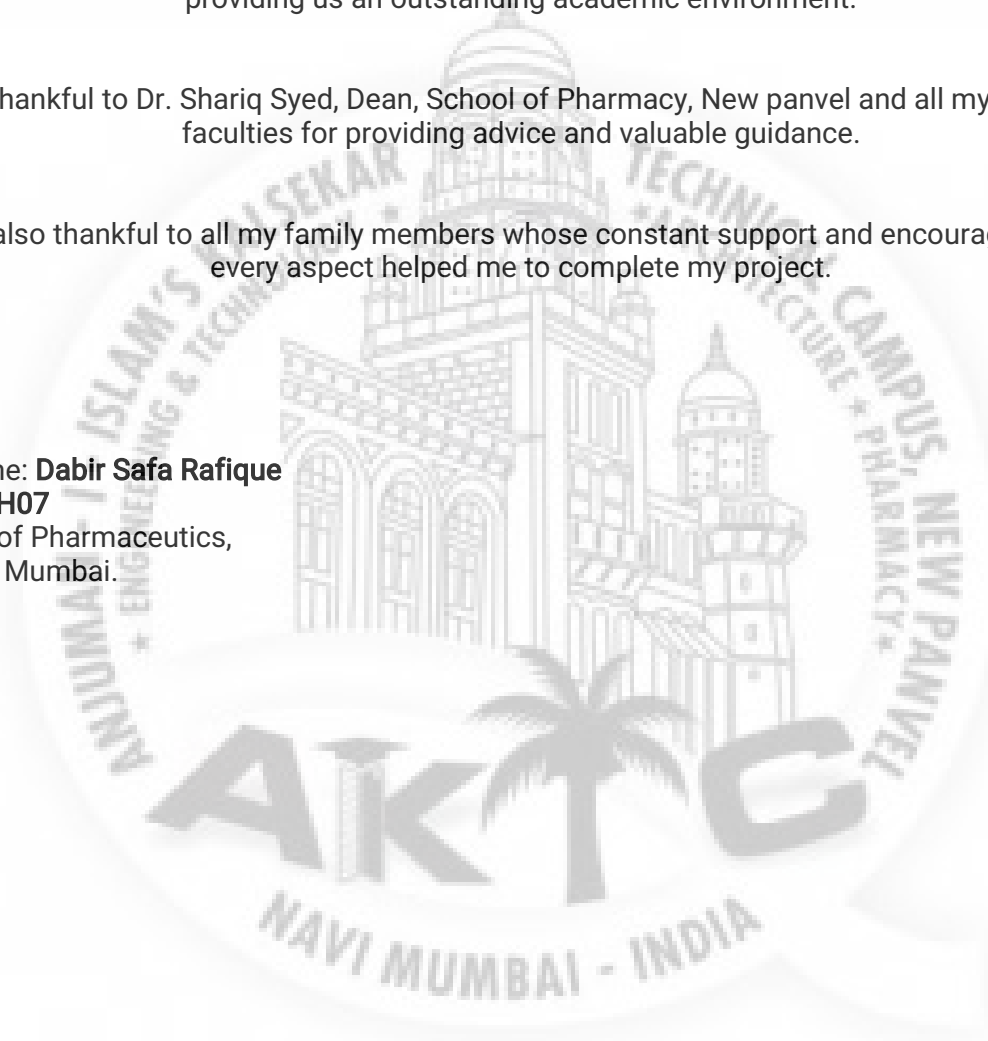 providing us an outstanding academic environment.
hankful to Dr. Shariq Syed, Dean, School of Pharmacy, New panvel and all my
faculties for providing advice and valuable guidance.
also thankful to all my family members whose constant support and encourag
every aspect helped me to complete my project.
ne: Dabir Safa Rafique
H07
of Pharmaceutics,
Mumbai.
ANJUMAN - I - ISLAM'S KALSEKAR TECHNICAL CAMPUS, NEW PANVEL
* ENGINEERING & TECHNOLOGY * ARCHITECTURE * PHARMACY *
AKTC
NAVI MUMBAI - INDIA